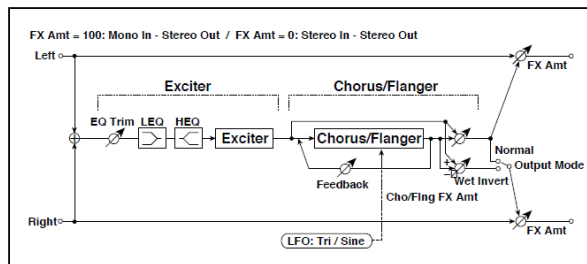 FX Amt = 100: Mono In - Stereo Out / FX Amt = 0: Stereo In - Stereo Out
Left
FX Amt
Exciter
Chorus/Flanger
EQ Trim
LEQ
HEQ
Exciter
Chorus/Flanger
Normal
Output Mode
Wet Invert
+
−
Feedback
Cho/Flng FX Amt
Right
FX Amt
LFO: Tri / Sine